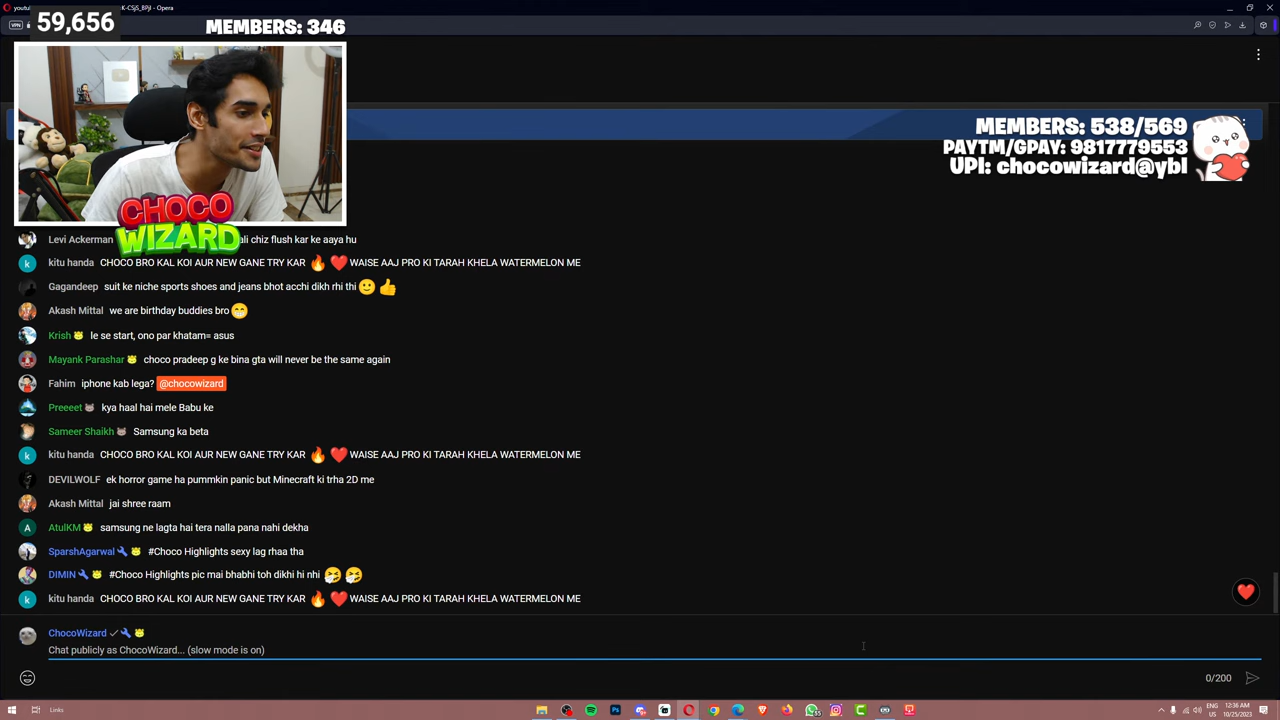 youtu
K-CSjS_BPjI - Opera
VPN
59,656
MEMBERS: 346
MEMBERS: 538/569
PAYTM/GPAY: 9817779553
UPI: chocowizard@ybl
CHOCO
WIZARD
Levi Ackerman ali chiz flush kar ke aaya hu
k kitu handa CHOCO BRO KAL KOI AUR NEW GANE TRY KAR 🔥 ❤️ WAISE AAJ PRO KI TARAH KHELA WATERMELON ME
Gagandeep suit ke niche sports shoes and jeans bhot acchi dikh rhi thi 🙂 👍
Akash Mittal we are birthday buddies bro 😁
Krish le se start, ono par khatam= asus
Mayank Parashar choco pradeep g ke bina gta will never be the same again
Fahim iphone kab lega? @chocowizard
Preeeet kya haal hai mele Babu ke
Sameer Shaikh Samsung ka beta
k kitu handa CHOCO BRO KAL KOI AUR NEW GANE TRY KAR 🔥 ❤️ WAISE AAJ PRO KI TARAH KHELA WATERMELON ME
DEVILWOLF ek horror game ha pummkin panic but Minecraft ki trha 2D me
Akash Mittal jai shree raam
A AtulKM samsung ne lagta hai tera nalla pana nahi dekha
SparshAgarwal #Choco Highlights sexy lag rhaa tha
DIMIN #Choco Highlights pic mai bhabhi toh dikhi hi nhi 🤧 🤧
k kitu handa CHOCO BRO KAL KOI AUR NEW GANE TRY KAR 🔥 ❤️ WAISE AAJ PRO KI TARAH KHELA WATERMELON ME
ChocoWizard
Chat publicly as ChocoWizard... (slow mode is on)
0/200
Links
ENG
US
12:36 AM
10/25/2023